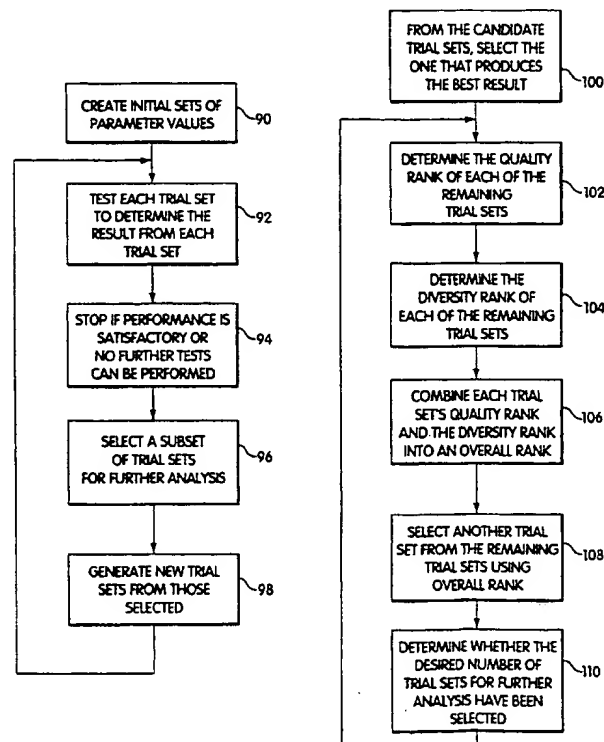 CREATE INITIAL SETS OF
PARAMETER VALUES
90
TEST EACH TRIAL SET
TO DETERMINE THE
RESULT FROM EACH
TRIAL SET
92
STOP IF PERFORMANCE IS
SATISFACTORY OR
NO FURTHER TESTS
CAN BE PERFORMED
94
SELECT A SUBSET
OF TRIAL SETS
FOR FURTHER ANALYSIS
96
GENERATE NEW TRIAL
SETS FROM THOSE
SELECTED
98
FROM THE CANDIDATE
TRIAL SETS, SELECT THE
ONE THAT PRODUCES
THE BEST RESULT
100
DETERMINE THE QUALITY
RANK OF EACH OF THE
REMAINING
TRIAL SETS
102
DETERMINE THE
DIVERSITY RANK OF
EACH OF THE REMAINING
TRIAL SETS
104
COMBINE EACH TRIAL
SET'S QUALITY RANK
AND THE DIVERSITY RANK
INTO AN OVERALL RANK
106
SELECT ANOTHER TRIAL
SET FROM THE REMAINING
TRIAL SETS USING
OVERALL RANK
108
DETERMINE WHETHER THE
DESIRED NUMBER OF
TRIAL SETS FOR FURTHER
ANALYSIS HAVE BEEN
SELECTED
110